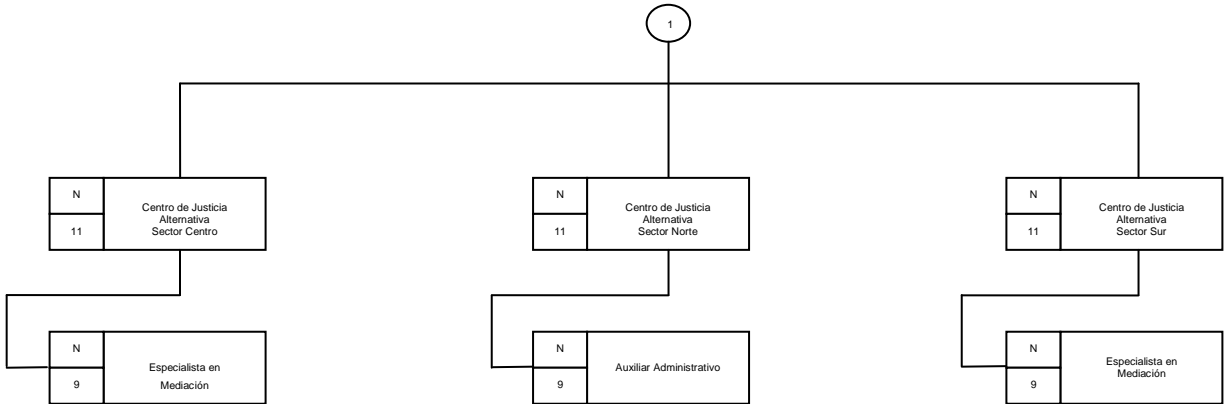 1
N
11
Centro de Justicia
Alternativa
Sector Centro
N
11
Centro de Justicia
Alternativa
Sector Norte
N
11
Centro de Justicia
Alternativa
Sector Sur
N
9
Especialista en
Mediación
N
9
Auxiliar Administrativo
N
9
Especialista en
Mediación